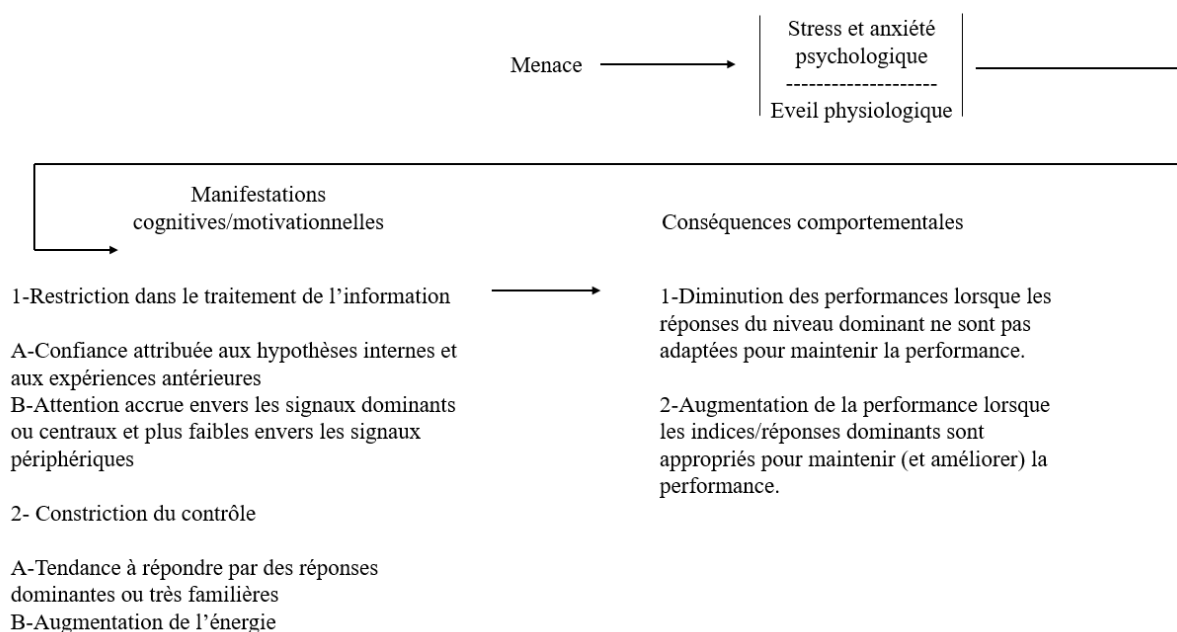 Stress et anxiété
psychologique
--------------------
Menace
Eveil physiologique
Manifestations
cognitives/motivationnelles
Conséquences comportementales
1-Restriction dans le traitement de l’information
A-Confiance attribuée aux hypothèses internes et
aux expériences antérieures
B-Attention accrue envers les signaux dominants
ou centraux et plus faibles envers les signaux
périphériques
2- Constriction du contrôle
A-Tendance à répondre par des réponses
dominantes ou très familières
B-Augmentation de l’énergie
1-Diminution des performances lorsque les
réponses du niveau dominant ne sont pas
adaptées pour maintenir la performance.
2-Augmentation de la performance lorsque
les indices/réponses dominants sont
appropriés pour maintenir (et améliorer) la
performance.